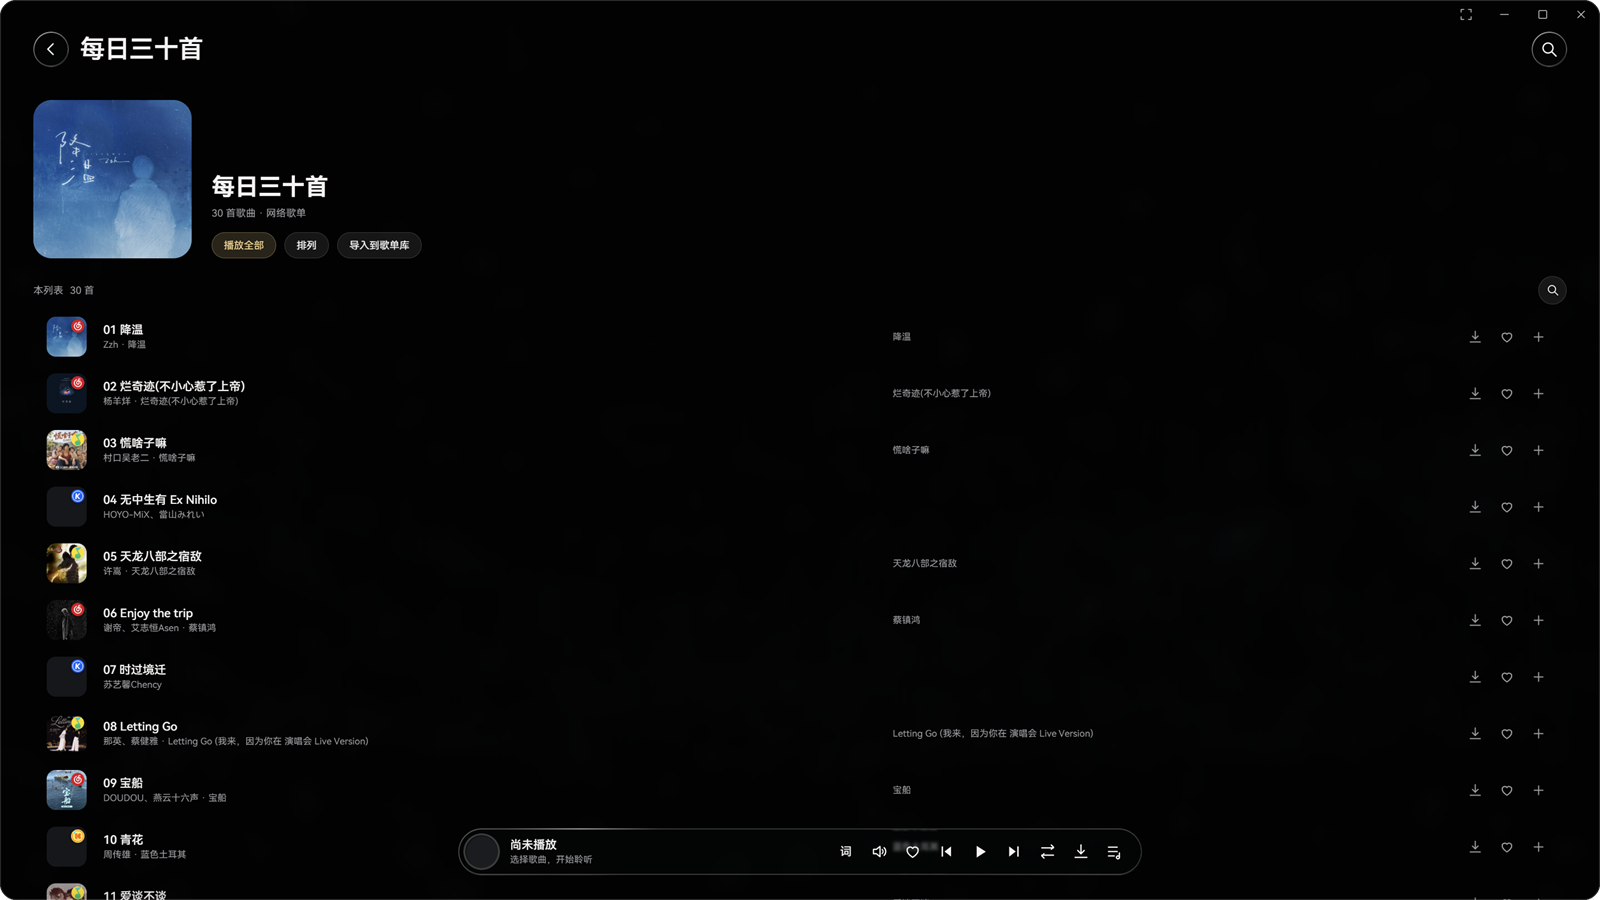 每日三十首
降温
zzh
每日三十首
30 首歌曲 · 网络歌单
播放全部 排列 导入到歌单库
本列表 30 首
01 降温
Zzh · 降温
降温
02 烂奇迹(不小心惹了上帝)
杨羊烊 · 烂奇迹(不小心惹了上帝)
烂奇迹(不小心惹了上帝)
03 慌啥子嘛
村口吴老二 · 慌啥子嘛
慌啥子嘛
04 无中生有 Ex Nihilo
HOYO-MiX、當山みれい
05 天龙八部之宿敌
许嵩 · 天龙八部之宿敌
天龙八部之宿敌
06 Enjoy the trip
谢帝、艾志恒Asen · 蔡镇鸿
蔡镇鸿
07 时过境迁
苏艺馨Chency
08 Letting Go
那英、蔡健雅 · Letting Go (我来，因为你在 演唱会 Live Version)
Letting Go (我来，因为你在 演唱会 Live Version)
09 宝船
DOUDOU、燕云十六声 · 宝船
宝船
10 青花
周传雄 · 蓝色土耳其
尚未播放
选择歌曲，开始聆听
词
11 爱谈不谈